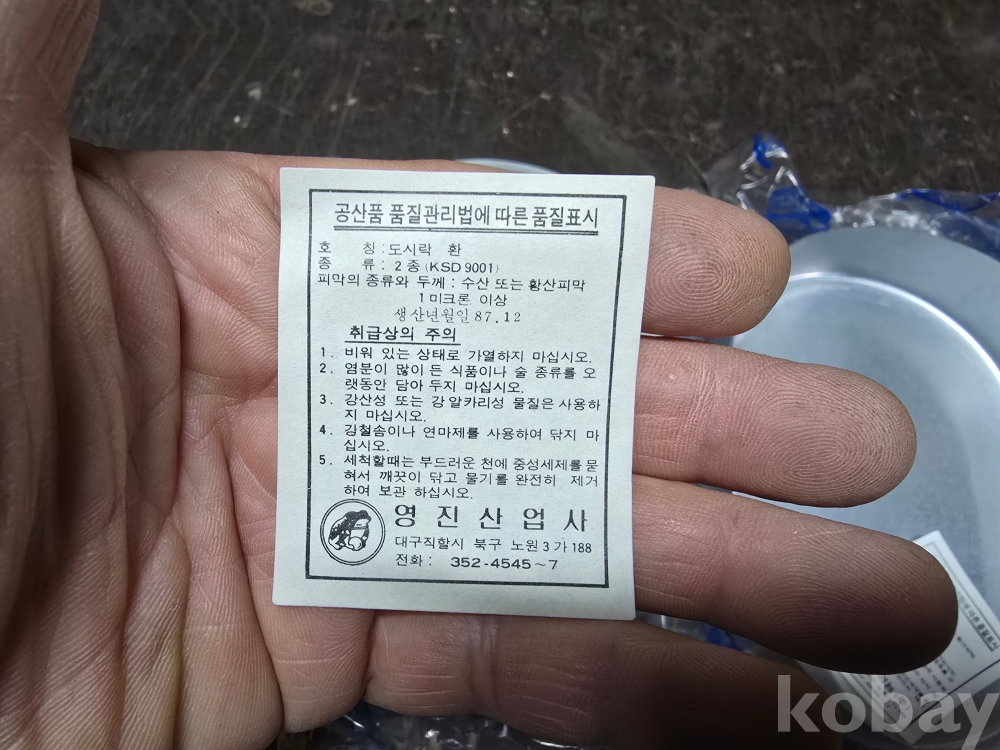 공산품 품질관리법에 따른 품질표시
호 칭 : 도시락 환
종 류 : 2 종 (KSD 9001)
피막의 종류와 두께 : 수산 또는 황산피막
1 미크론 이상
생산년월일 87.12
취급상의 주의
1. 비워 있는 상태로 가열하지 마십시오.
2. 염분이 많이 든 식품이나 술 종류를 오
랫동안 담아 두지 마십시오.
3. 강산성 또는 강알카리성 물질은 사용하
지 마십시오.
4. 강철솜이나 연마제를 사용하여 닦지 마
십시오.
5. 세척할때는 부드러운 천에 중성세제를 묻
혀서 깨끗이 닦고 물기를 완전히 제거
하여 보관 하십시오.
영 진 산 업 사
대구직할시 북구 노원 3 가 188
전화 : 352-4545~7
kobay